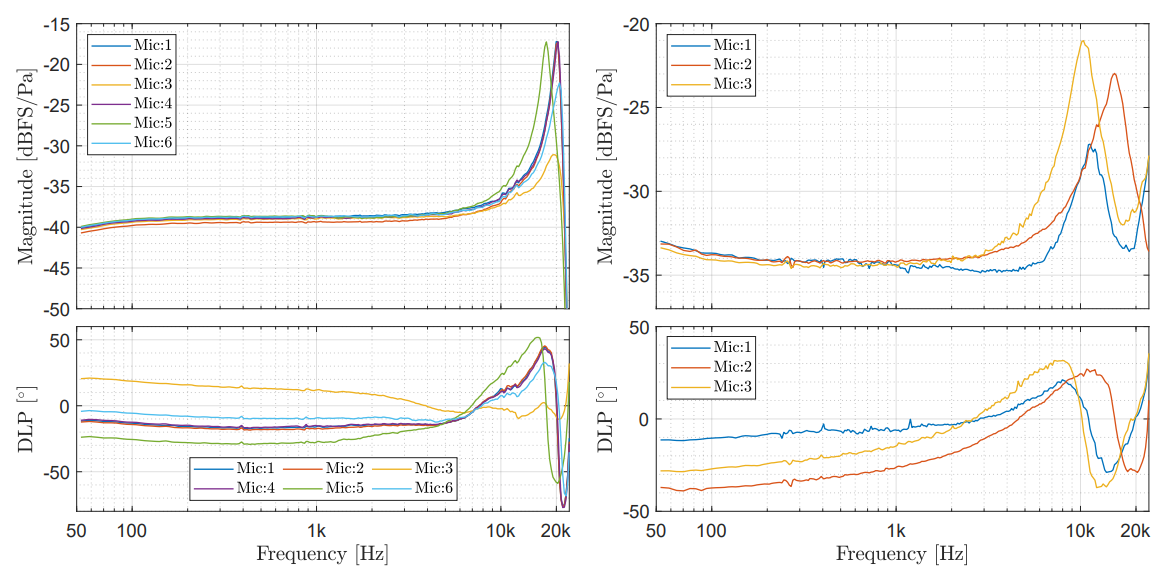 -15
-20
-25
-30
-35
-40
-45
-50
Magnitude [dBFS/Pa]
Mic:1
Mic:2
Mic:3
Mic:4
Mic:5
Mic:6
-20
-25
-30
-35
Magnitude [dBFS/Pa]
Mic:1
Mic:2
Mic:3
50
0
-50
DLP [°]
Mic:1 Mic:2 Mic:3
Mic:4 Mic:5 Mic:6
50 100 1k 10k 20k
Frequency [Hz]
50
0
-50
DLP [°]
Mic:1
Mic:2
Mic:3
50 100 1k 10k 20k
Frequency [Hz]